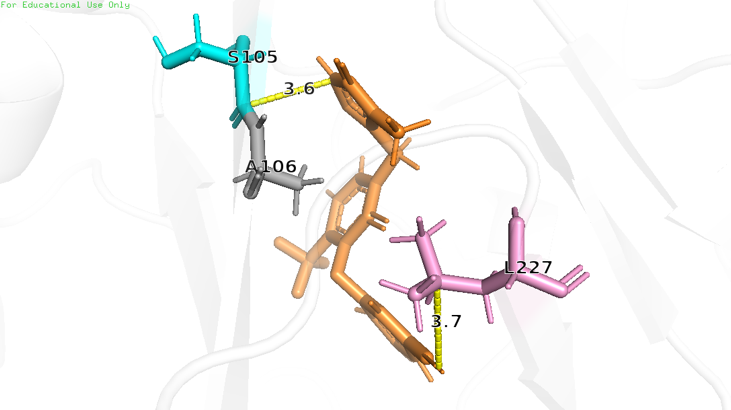 For Educational Use Only
S105
3.6
A106
L227
3.7